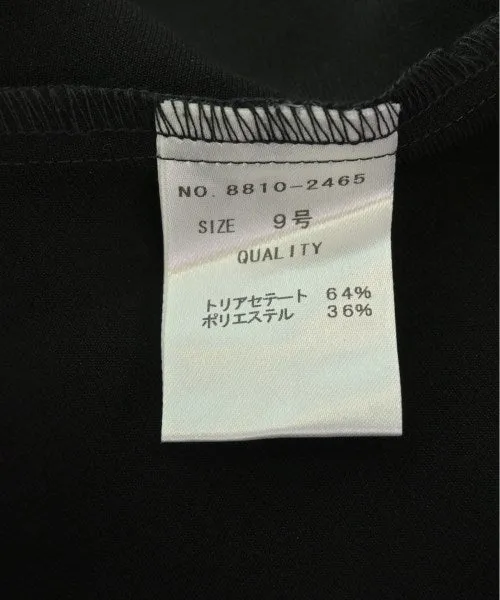 NO. 8810-2465
SIZE 9号
QUALITY
トリアセテート 64%
ポリエステル 36%